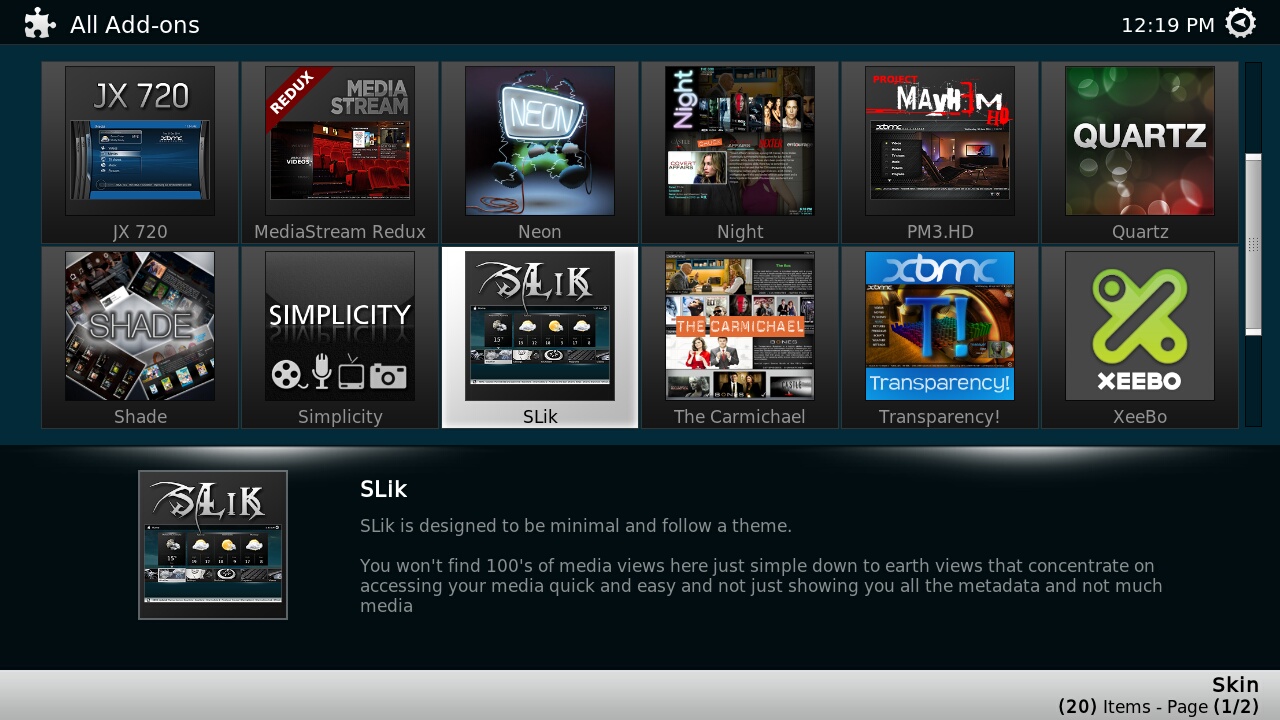 All Add-ons
12:19 PM
JX 720
REDUX
MEDIA
STREAM
NEON
Night
PROJECT
MAYHEM
HD
QUARTZ
JX 720
MediaStream Redux
Neon
Night
PM3.HD
Quartz
SHADE
SIMPLICITY
SLiK
THE CARMICHAEL
xbmc
T!
Transparency!
XEEBO
Shade
Simplicity
SLik
The Carmichael
Transparency!
XeeBo
SLiK
SLik
SLik is designed to be minimal and follow a theme.
You won't find 100's of media views here just simple down to earth views that concentrate on
accessing your media quick and easy and not just showing you all the metadata and not much
media
Skin
(20) Items - Page (1/2)